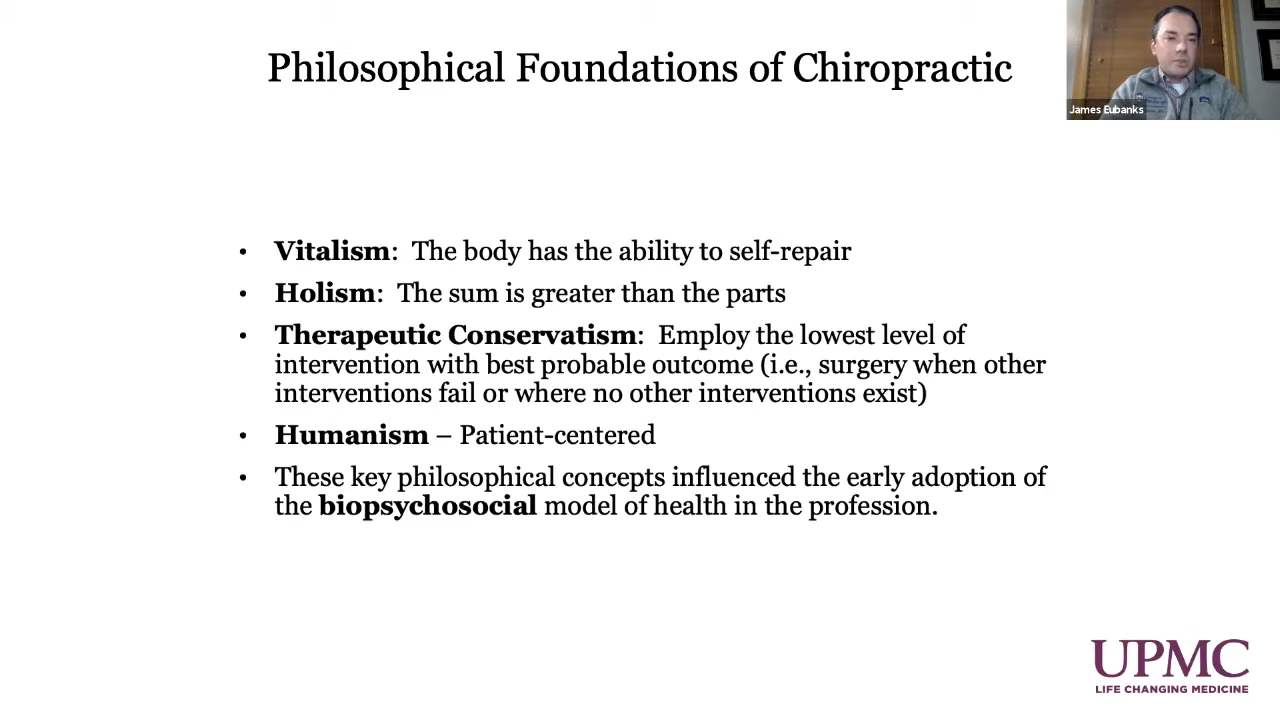 Philosophical Foundations of Chiropractic
James Eubanks
• Vitalism: The body has the ability to self-repair
• Holism: The sum is greater than the parts
• Therapeutic Conservatism: Employ the lowest level of
intervention with best probable outcome (i.e., surgery when other
interventions fail or where no other interventions exist)
• Humanism – Patient-centered
• These key philosophical concepts influenced the early adoption of
the biopsychosocial model of health in the profession.
UPMC
LIFE CHANGING MEDICINE